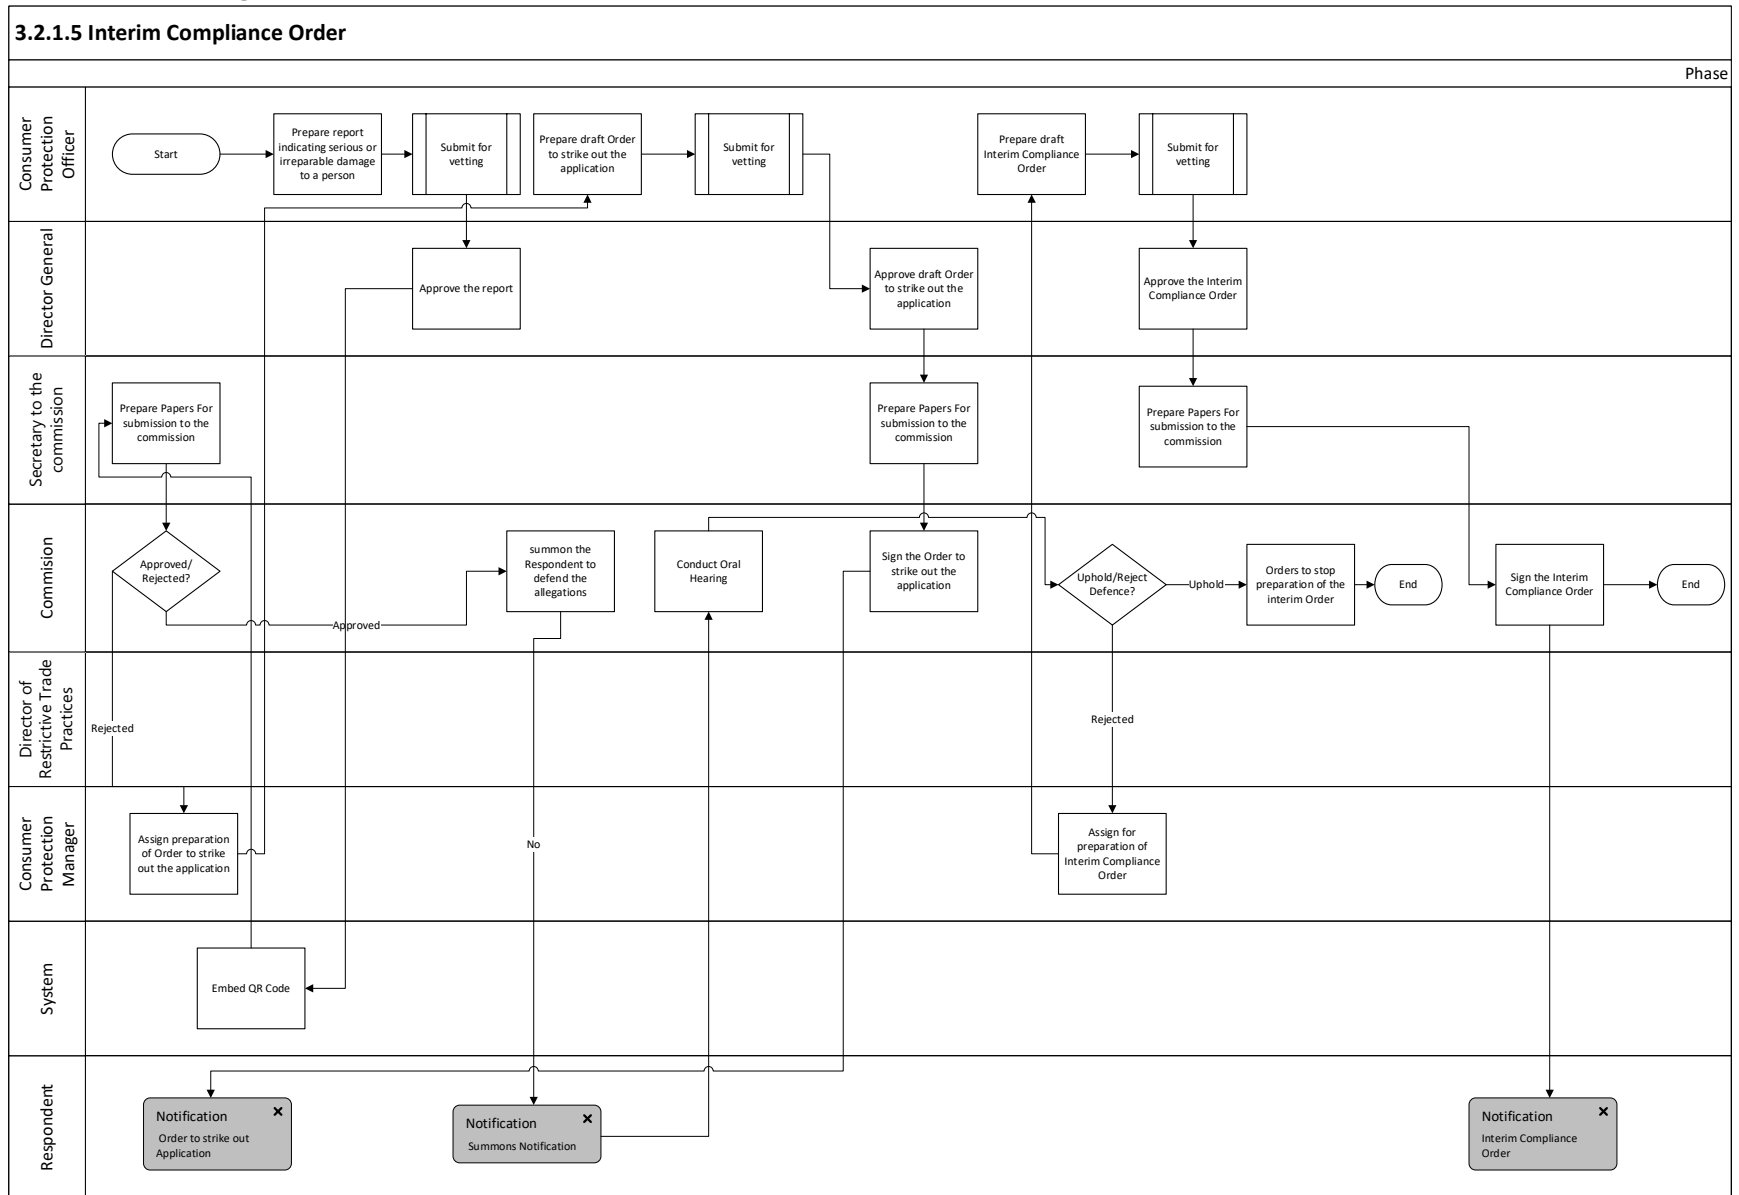 3.2.1.5 Interim Compliance Order
Phase
Consumer
Protection
Officer
Start
Prepare report
indicating serious or
irreparable damage
to a person
Submit for
vetting
Prepare draft Order
to strike out the
application
Submit for
vetting
Prepare draft
Interim Compliance
Order
Submit for
vetting
Director General
Approve the report
Approve draft Order
to strike out the
application
Approve the Interim
Compliance Order
Secretary to the
commission
Prepare Papers For
submission to the
commission
Prepare Papers For
submission to the
commission
Prepare Papers For
submission to the
commission
Commision
Approved/
Rejected?
Approved
summon the
Respondent to
defend the
allegations
Conduct Oral
Hearing
Sign the Order to
strike out the
application
Uphold/Reject
Defence?
Uphold
Orders to stop
preparation of the
interim Order
End
Sign the Interim
Compliance Order
End
Director of
Restrictive Trade
Practices
Rejected
Rejected
Consumer
Protection
Manager
Assign preparation
of Order to strike
out the application
No
Assign for
preparation of
Interim Compliance
Order
System
Embed QR Code
Respondent
Notification
Order to strike out
Application
Notification
Summons Notification
Notification
Interim Compliance
Order